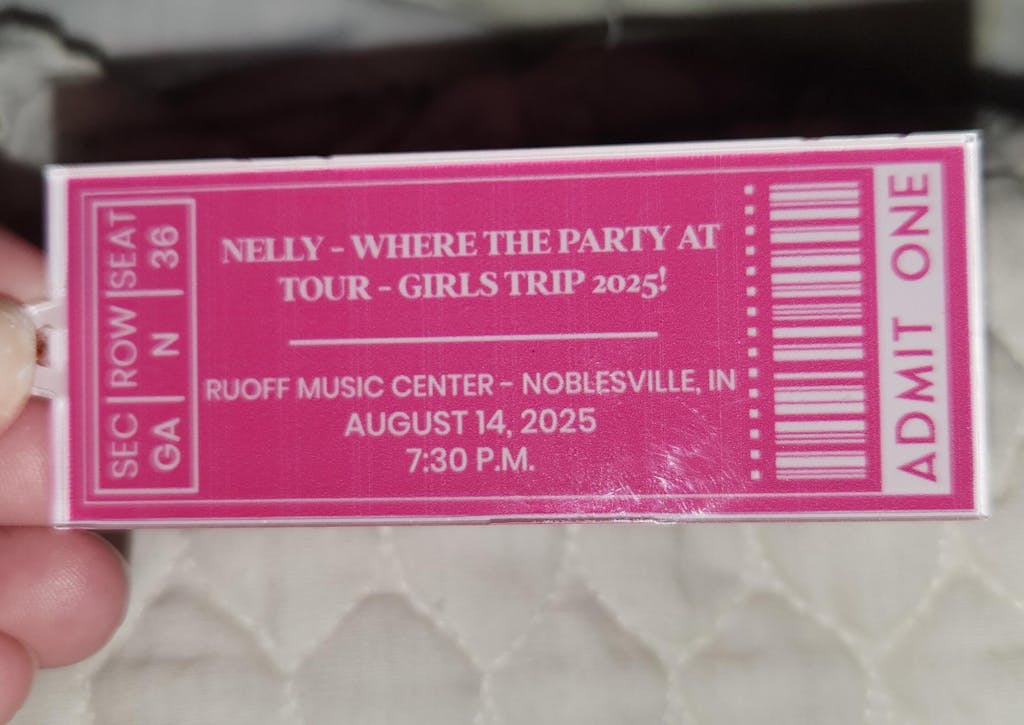 SEC ROW SEAT
GA N 36
NELLY - WHERE THE PARTY AT
TOUR - GIRLS TRIP 2025!
RUOFF MUSIC CENTER - NOBLESVILLE, IN
AUGUST 14, 2025
7:30 P.M.
ADMIT ONE